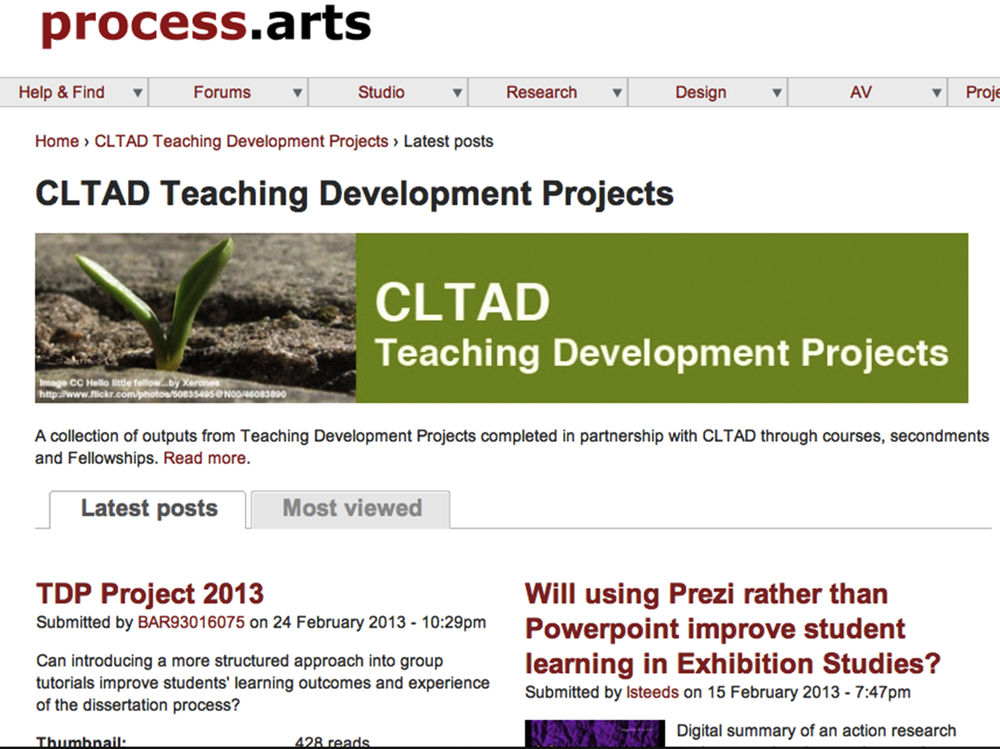 process.arts
Help & Find
Forums
Studio
Research
Design
AV
Proje
Home › CLTAD Teaching Development Projects › Latest posts
CLTAD Teaching Development Projects
CLTAD
Teaching Development Projects
Image CC Hello little fellow...by Xerones
http://www.flickr.com/photos/50835495@N00/46083890
A collection of outputs from Teaching Development Projects completed in partnership with CLTAD through courses, secondments
and Fellowships. Read more.
Latest posts
Most viewed
TDP Project 2013
Submitted by BAR93016075 on 24 February 2013 - 10:29pm
Can introducing a more structured approach into group
tutorials improve students' learning outcomes and experience
of the dissertation process?
Thumbnail: 428 reads
Will using Prezi rather than
Powerpoint improve student
learning in Exhibition Studies?
Submitted by lsteeds on 15 February 2013 - 7:47pm
Digital summary of an action research